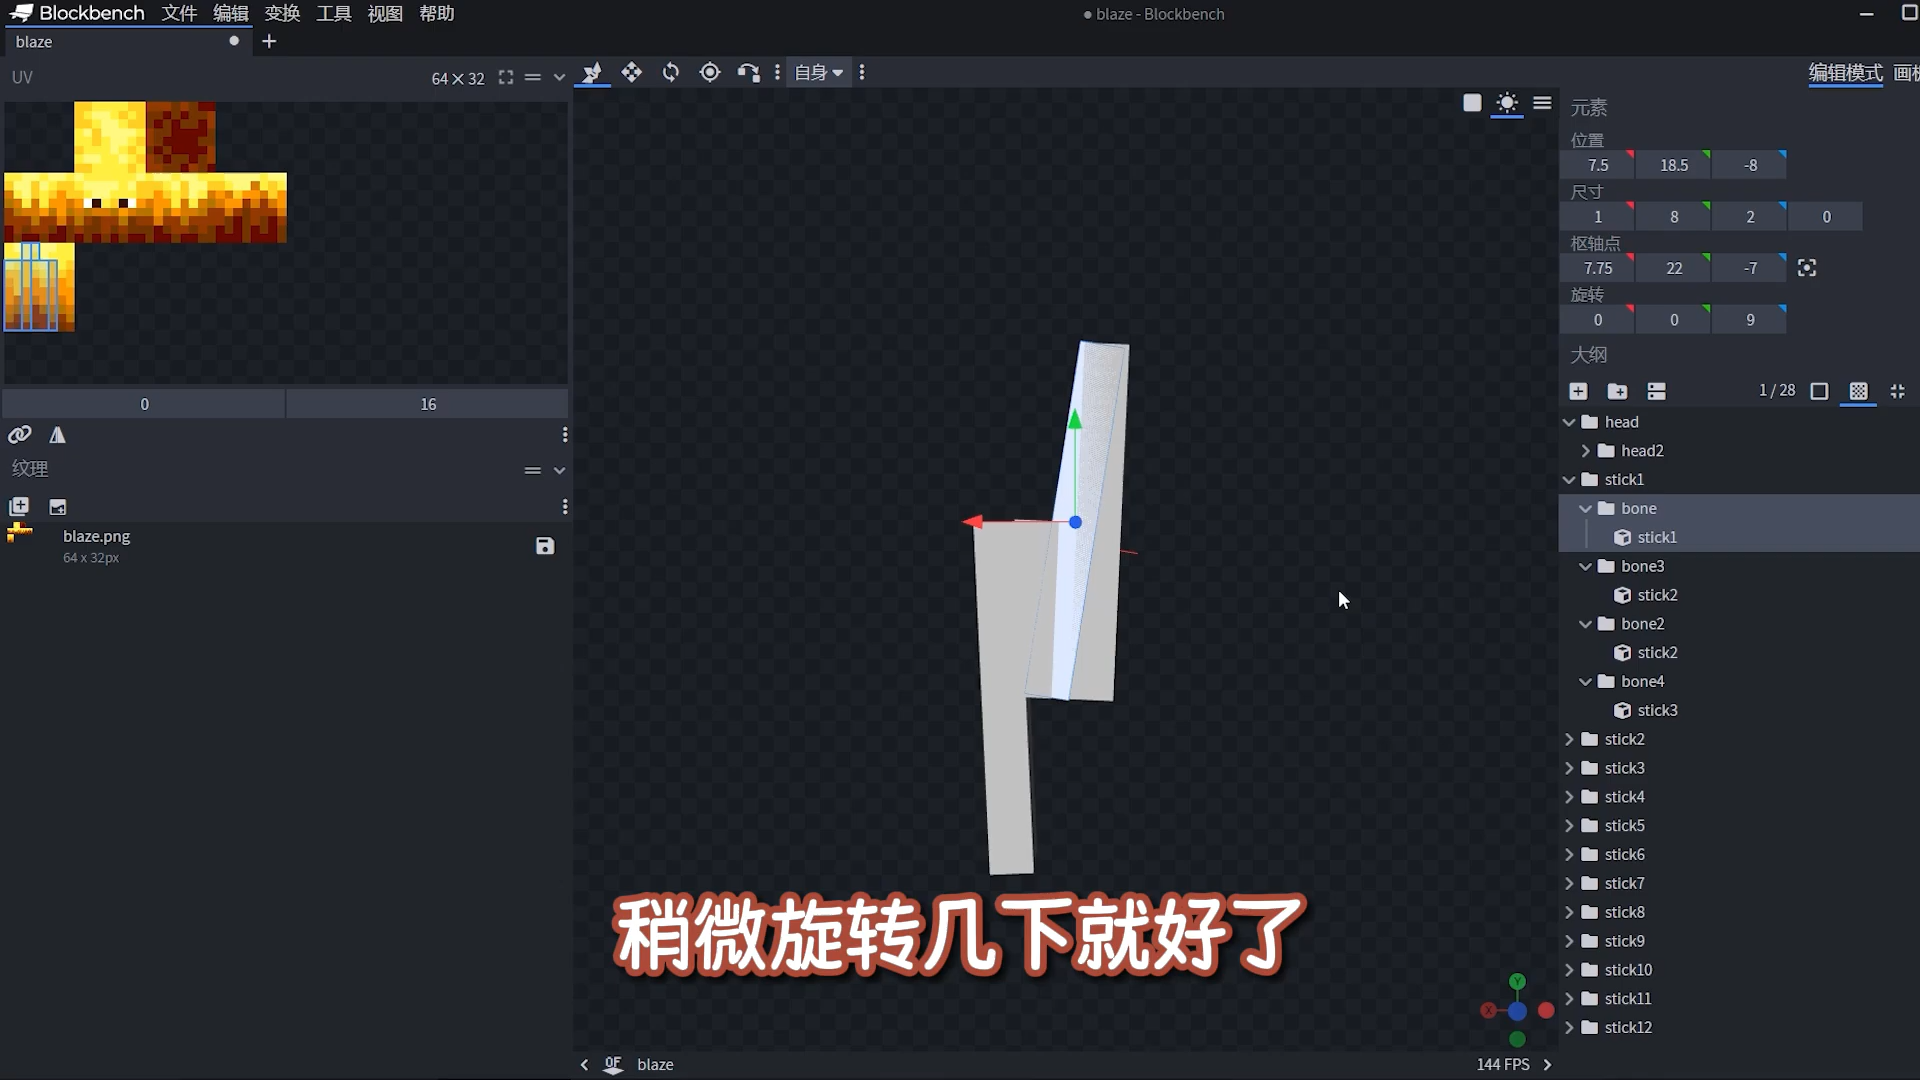 Blockbench 文件 编辑 变换 工具 视图 帮助
blaze - Blockbench
blaze
UV 64 × 32
自身
编辑模式
元素
位置
7.5 18.5 -8
尺寸
1 8 2 0
枢轴点
7.75 22 -7
旋转
0 0 9
大纲
1 / 28
0 16
纹理
blaze.png
64 x 32px
head
head2
stick1
bone
stick1
bone3
stick2
bone2
stick2
bone4
stick3
stick2
stick3
stick4
stick5
stick6
stick7
stick8
stick9
stick10
stick11
stick12
稍微旋转几下就好了
Y
X
OF blaze
144 FPS